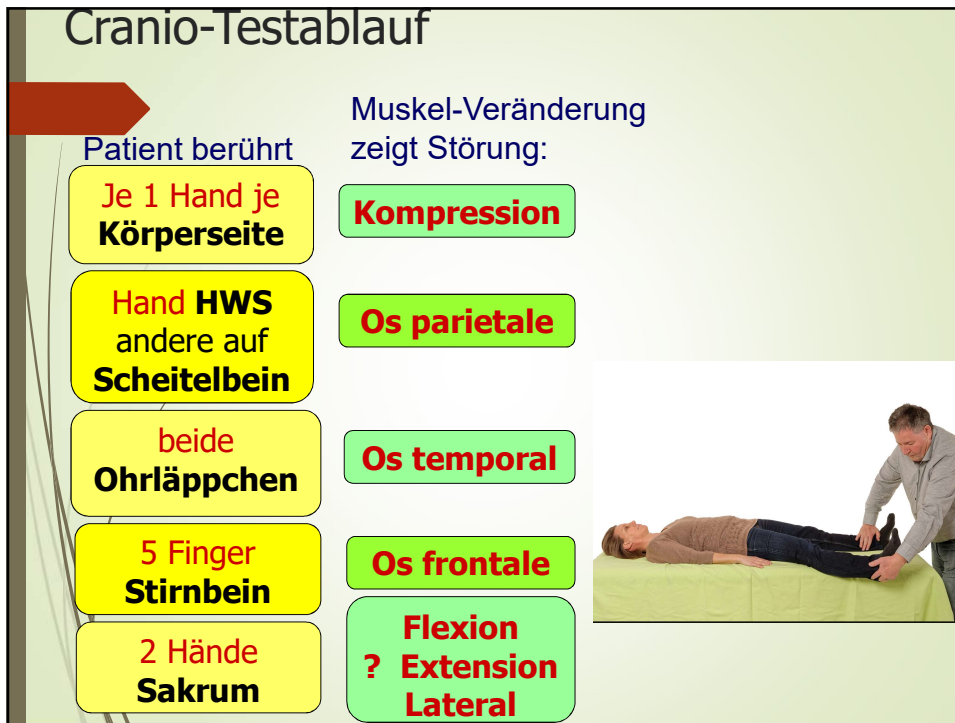 Cranio-Testablauf
Patient berührt
Muskel-Veränderung
zeigt Störung:
Je 1 Hand je
Körperseite
Kompression
Hand HWS
andere auf
Scheitelbein
Os parietale
beide
Ohrläppchen
Os temporal
5 Finger
Stirnbein
Os frontale
2 Hände
Sakrum
Flexion
? Extension
Lateral